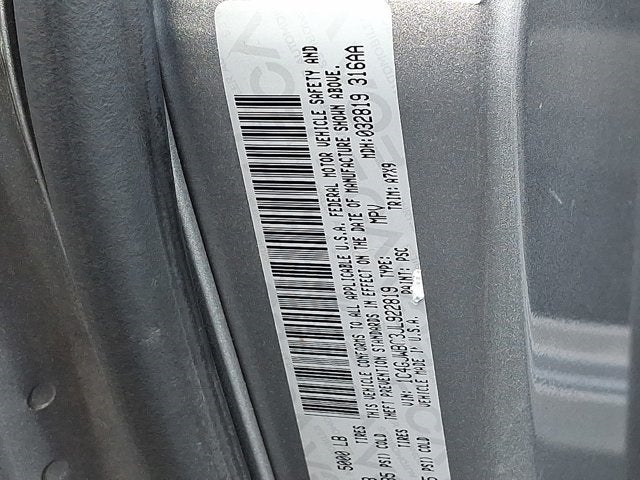 5000 LB
TIRES THIS VEHICLE CONFORMS TO ALL APPLICABLE U.S.A. FEDERAL MOTOR VEHICLE SAFETY AND
PSI COLD THEFT PREVENTION STANDARDS IN EFFECT ON THE DATE OF MANUFACTURE SHOWN ABOVE.
TIRES VIN: 1C4GJWBG3JL922819 TYPE: MPV MDH:032819 316AA
PSI COLD VEHICLE MADE IN U.S.A. PAINT: PSC TRIM: A7X9